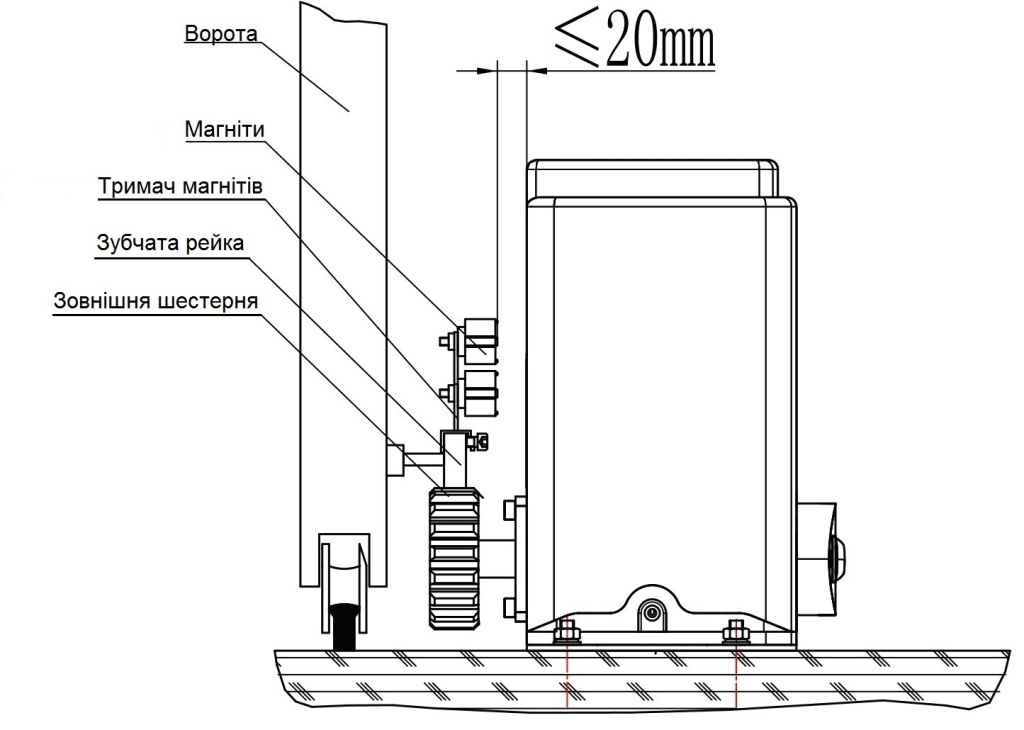 ≤20mm
Ворота
Магніти
Тримач магнітів
Зубчата рейка
Зовнішня шестерня